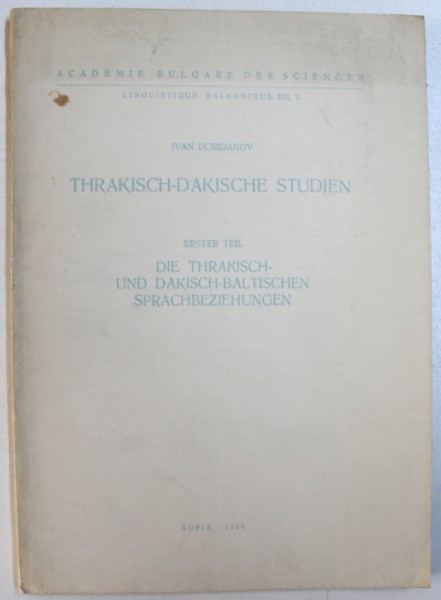 ACADEMIE BULGARE DES SCIENCES
LINGUISTIQUE BALKANIQUE, XIII, 2
IVAN DURIDANOV
THRAKISCH-DAKISCHE STUDIEN
ERSTER TEIL
DIE THRAKISCH-
UND DAKISCH-BALTISCHEN
SPRACHBEZIEHUNGEN
SOFIA, 1969